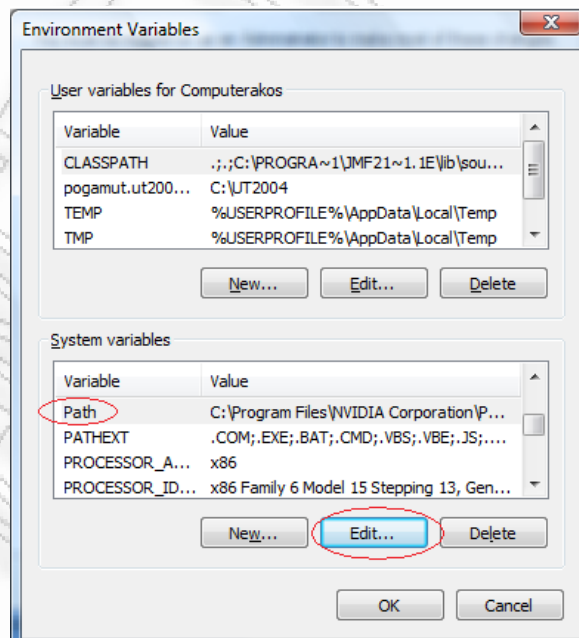 Environment Variables
User variables for Computerakos
Variable Value
CLASSPATH .;.;C:\PROGRA~1\JMF21~1.1E\lib\sou...
pogamut.ut200... C:\UT2004
TEMP %USERPROFILE%\AppData\Local\Temp
TMP %USERPROFILE%\AppData\Local\Temp
New... Edit... Delete
System variables
Variable Value
Path C:\Program Files\NVIDIA Corporation\P...
PATHEXT .COM;.EXE;.BAT;.CMD;.VBS;.VBE;.JS;....
PROCESSOR_A... x86
PROCESSOR_ID... x86 Family 6 Model 15 Stepping 13, Gen...
New... Edit... Delete
OK Cancel